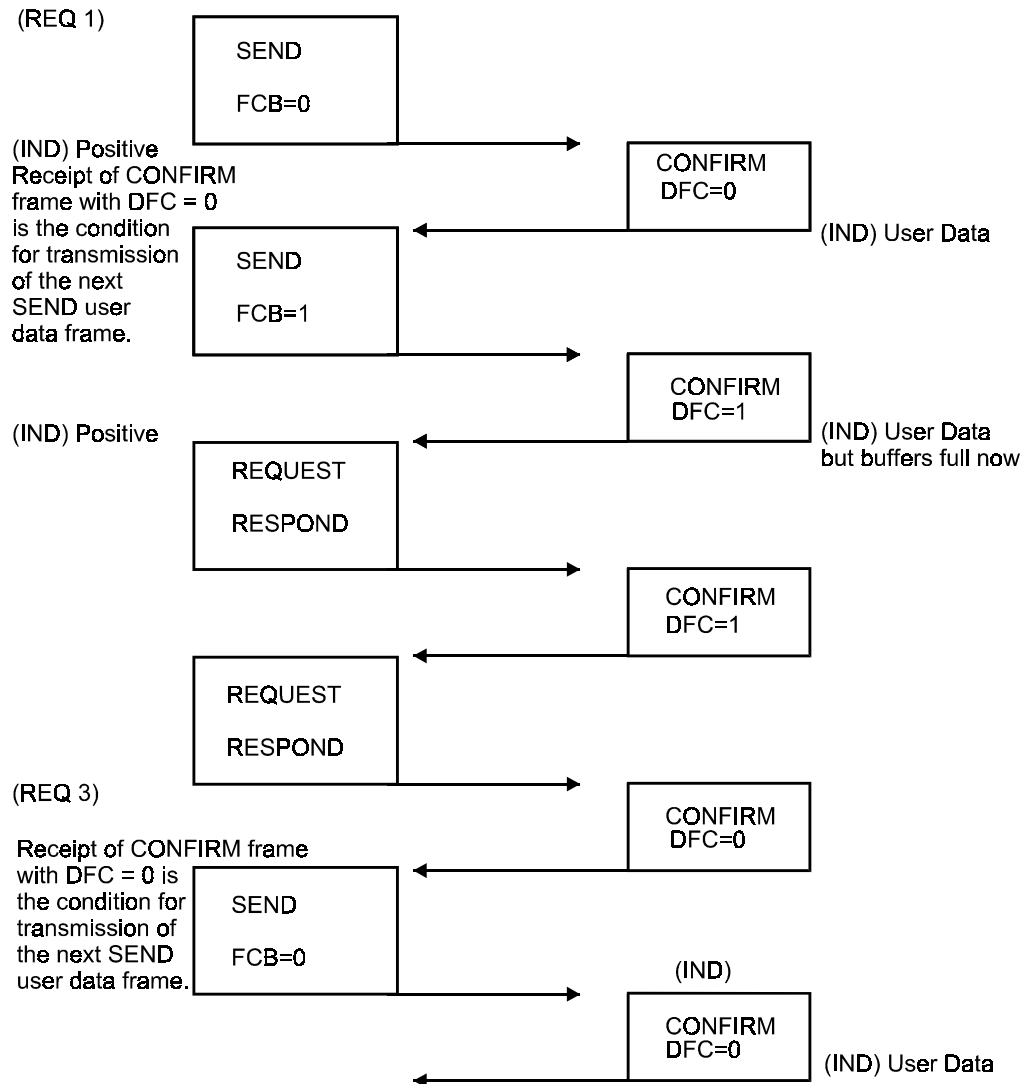 (REQ 1)
SEND
FCB=0
(IND) Positive
Receipt of CONFIRM
frame with DFC = 0
is the condition
for transmission
of the next
SEND user
data frame.
CONFIRM
DFC=0
(IND) User Data
SEND
FCB=1
CONFIRM
DFC=1
(IND) User Data
but buffers full now
(IND) Positive
REQUEST
RESPOND
CONFIRM
DFC=1
REQUEST
RESPOND
(REQ 3)
CONFIRM
DFC=0
Receipt of CONFIRM frame
with DFC = 0 is
the condition for
transmission of
the next SEND
user data frame.
SEND
FCB=0
(IND)
CONFIRM
DFC=0
(IND) User Data